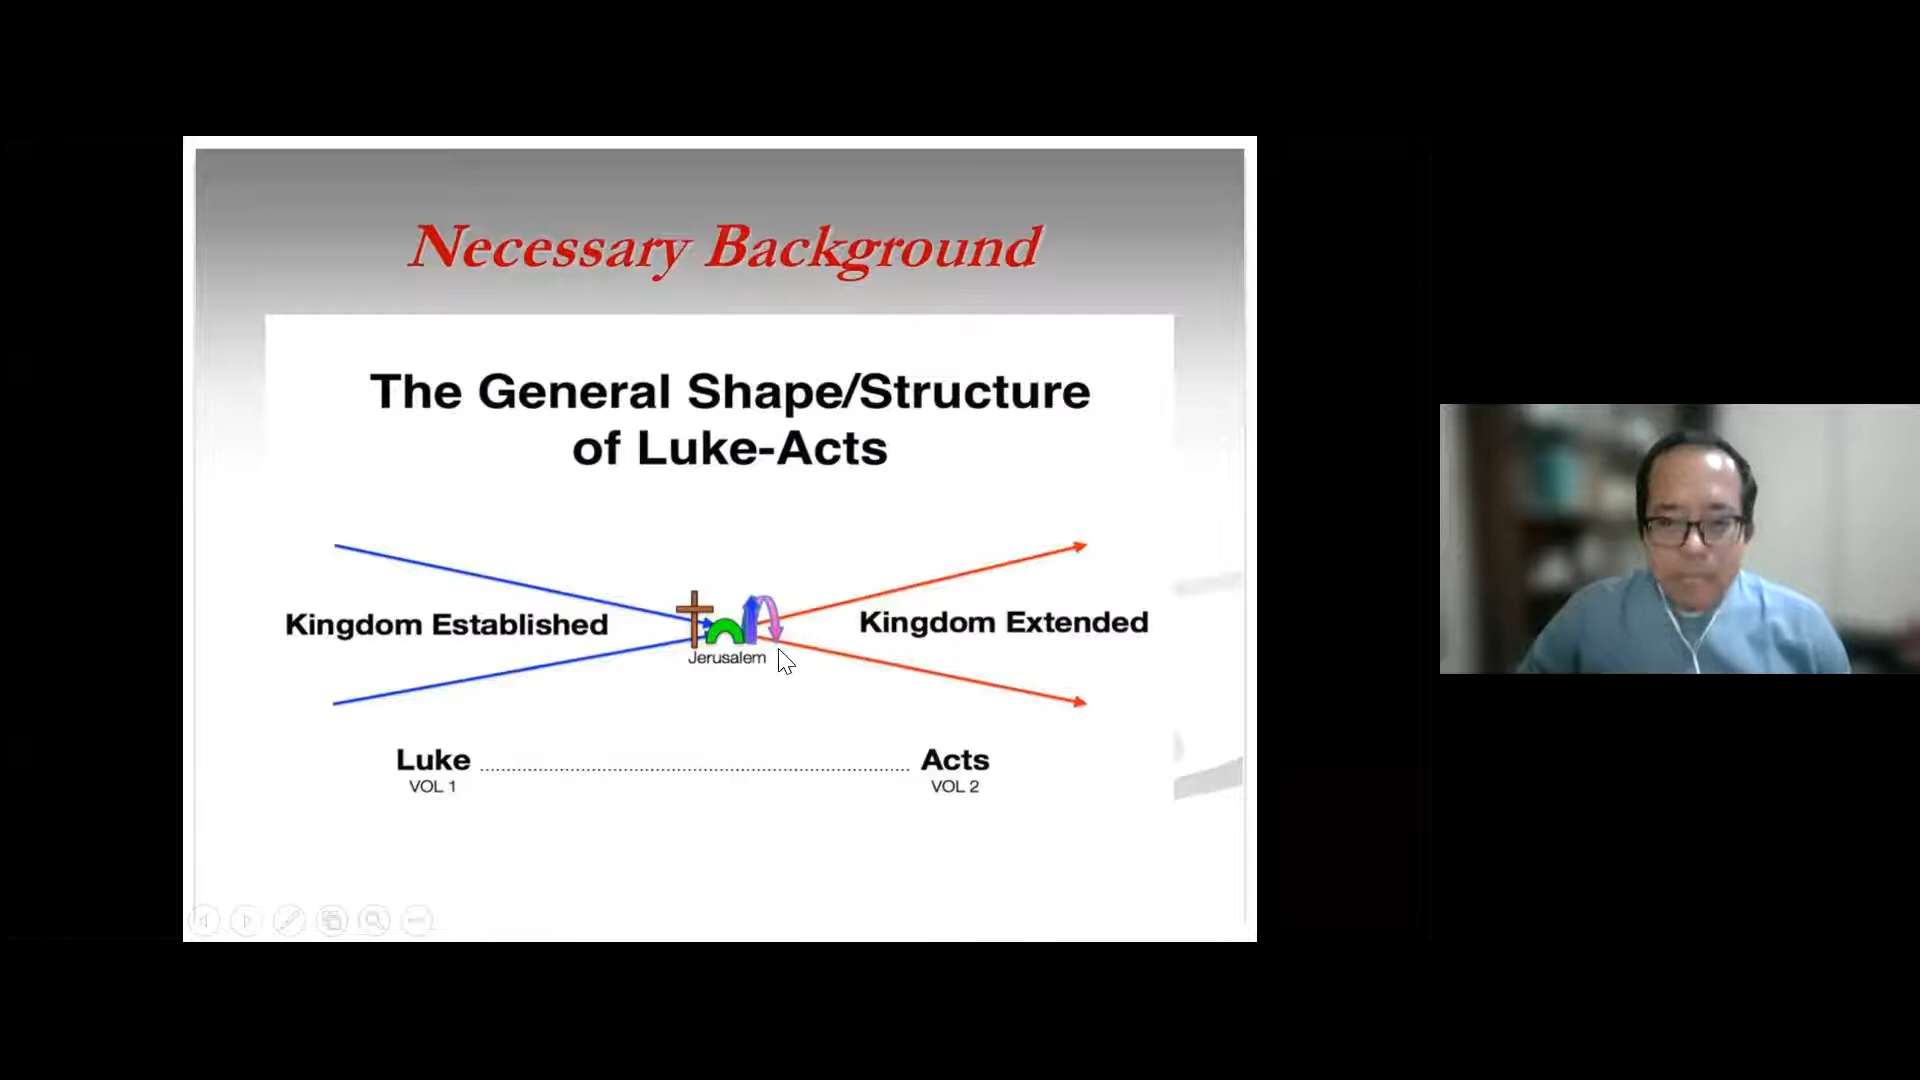 Necessary Background
The General Shape/Structure
of Luke-Acts
Kingdom Established
Jerusalem
Kingdom Extended
Luke ........................................ Acts
VOL 1
VOL 2